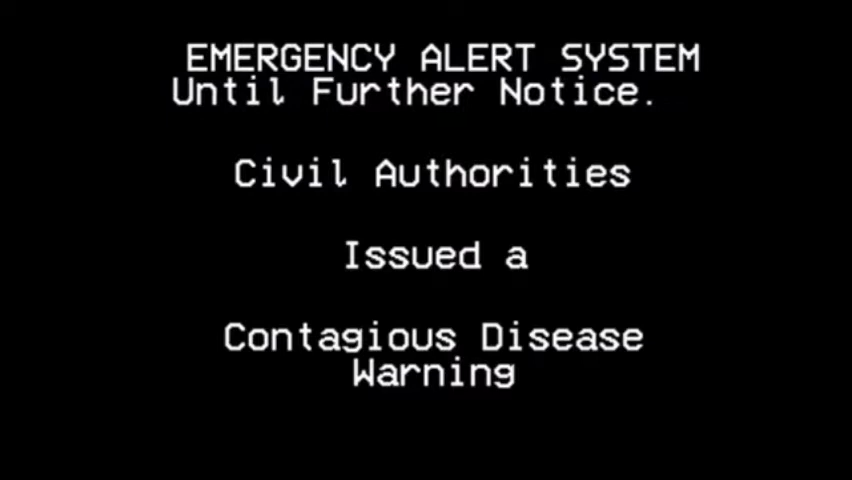 EMERGENCY ALERT SYSTEM
Until Further Notice.
Civil Authorities
Issued a
Contagious Disease
Warning